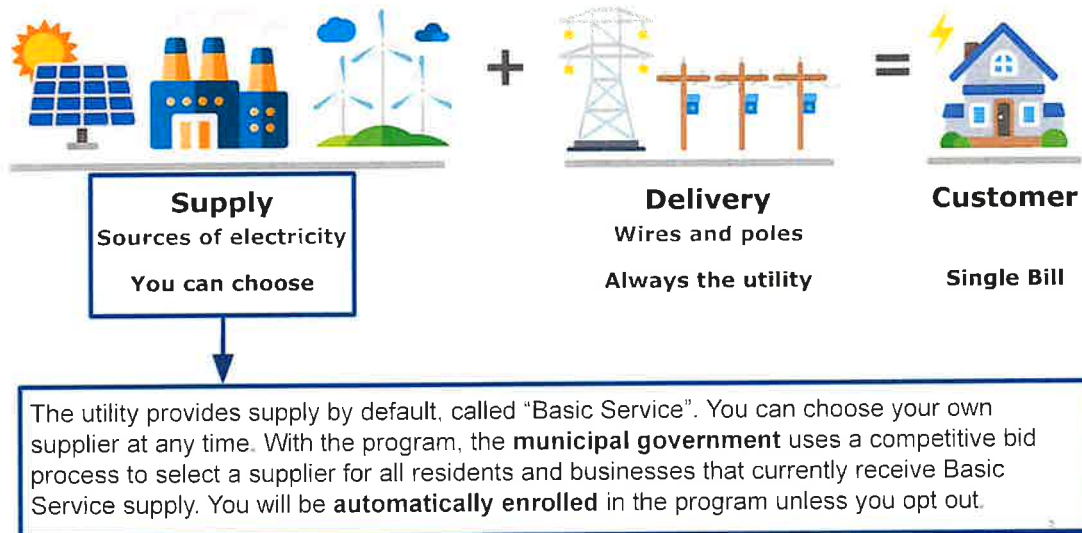 Supply
Sources of electricity
You can choose
Delivery
Wires and poles
Always the utility
Customer
Single Bill
The utility provides supply by default, called “Basic Service”. You can choose your own
supplier at any time. With the program, the municipal government uses a competitive bid
process to select a supplier for all residents and businesses that currently receive Basic
Service supply. You will be automatically enrolled in the program unless you opt out.